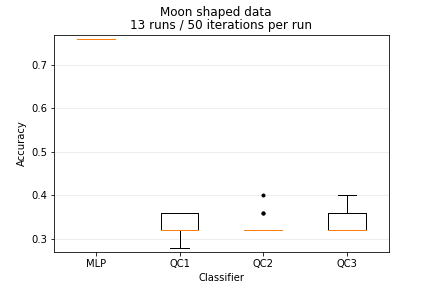 Moon shaped data
13 runs / 50 iterations per run
0.7
0.6
0.5
0.4
0.3
Accuracy
MLP QC1 QC2 QC3
Classifier